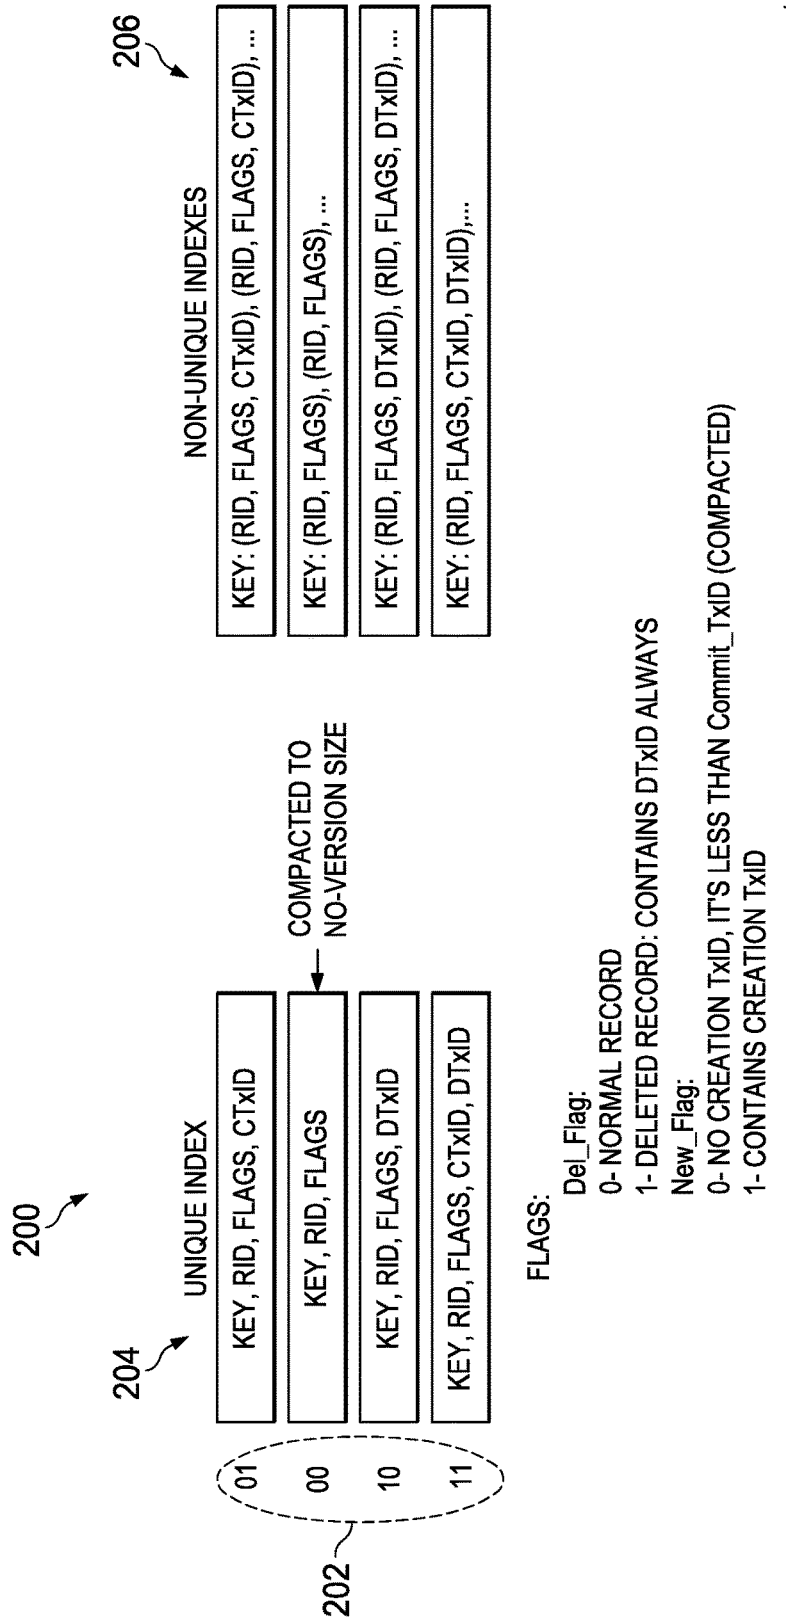 200
204
UNIQUE INDEX
206
NON-UNIQUE INDEXES
202
01
KEY, RID, FLAGS, CTxID
KEY: (RID, FLAGS, CTxID), (RID, FLAGS, CTxID), ...
00
KEY, RID, FLAGS
COMPACTED TO
NO-VERSION SIZE
KEY: (RID, FLAGS), (RID, FLAGS), ...
10
KEY, RID, FLAGS, DTxID
KEY: (RID, FLAGS, DTxID), (RID, FLAGS, DTxID), ...
11
KEY, RID, FLAGS, CTxID, DTxID
KEY: (RID, FLAGS, CTxID, DTxID),...
FLAGS:
Del_Flag:
0- NORMAL RECORD
1- DELETED RECORD: CONTAINS DTxID ALWAYS
New_Flag:
0- NO CREATION TxID, IT'S LESS THAN Commit_TxID (COMPACTED)
1- CONTAINS CREATION TxID